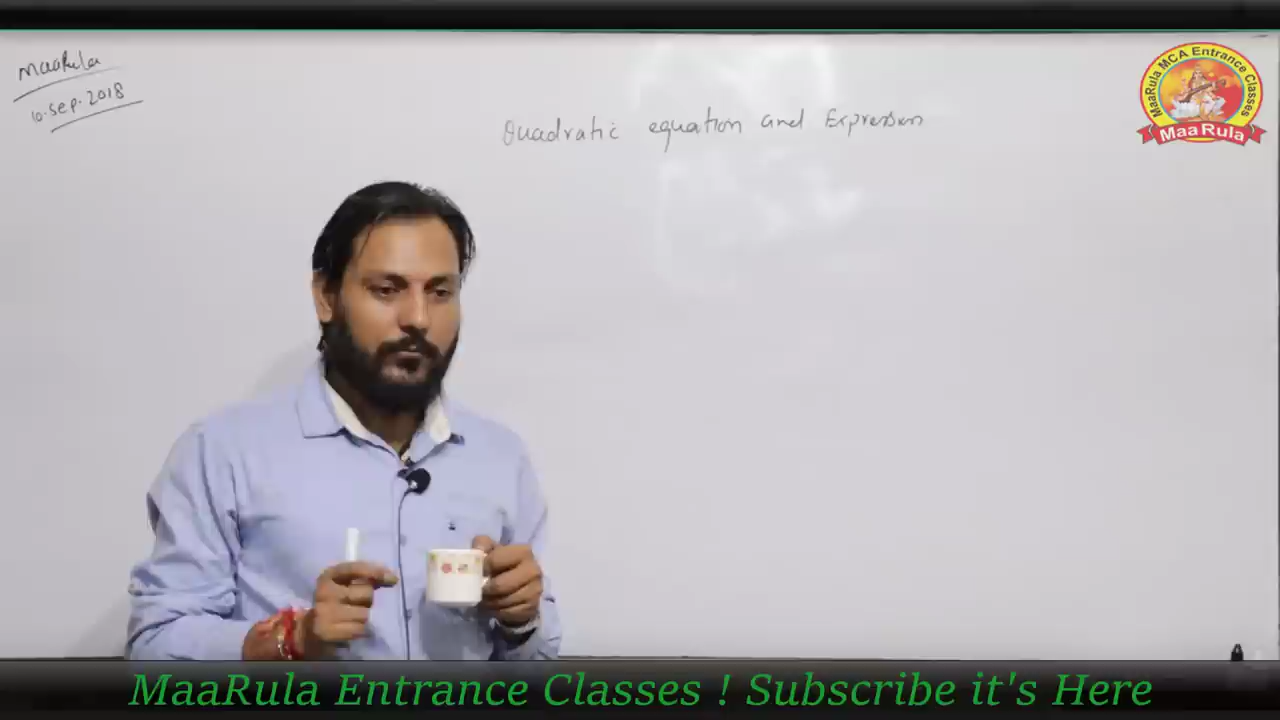 MaaRula
10-Sep-2018
Quadratic equation and Expression
MaaRula MCA Entrance Classes
MaaRula
MaaRula Entrance Classes ! Subscribe it's Here